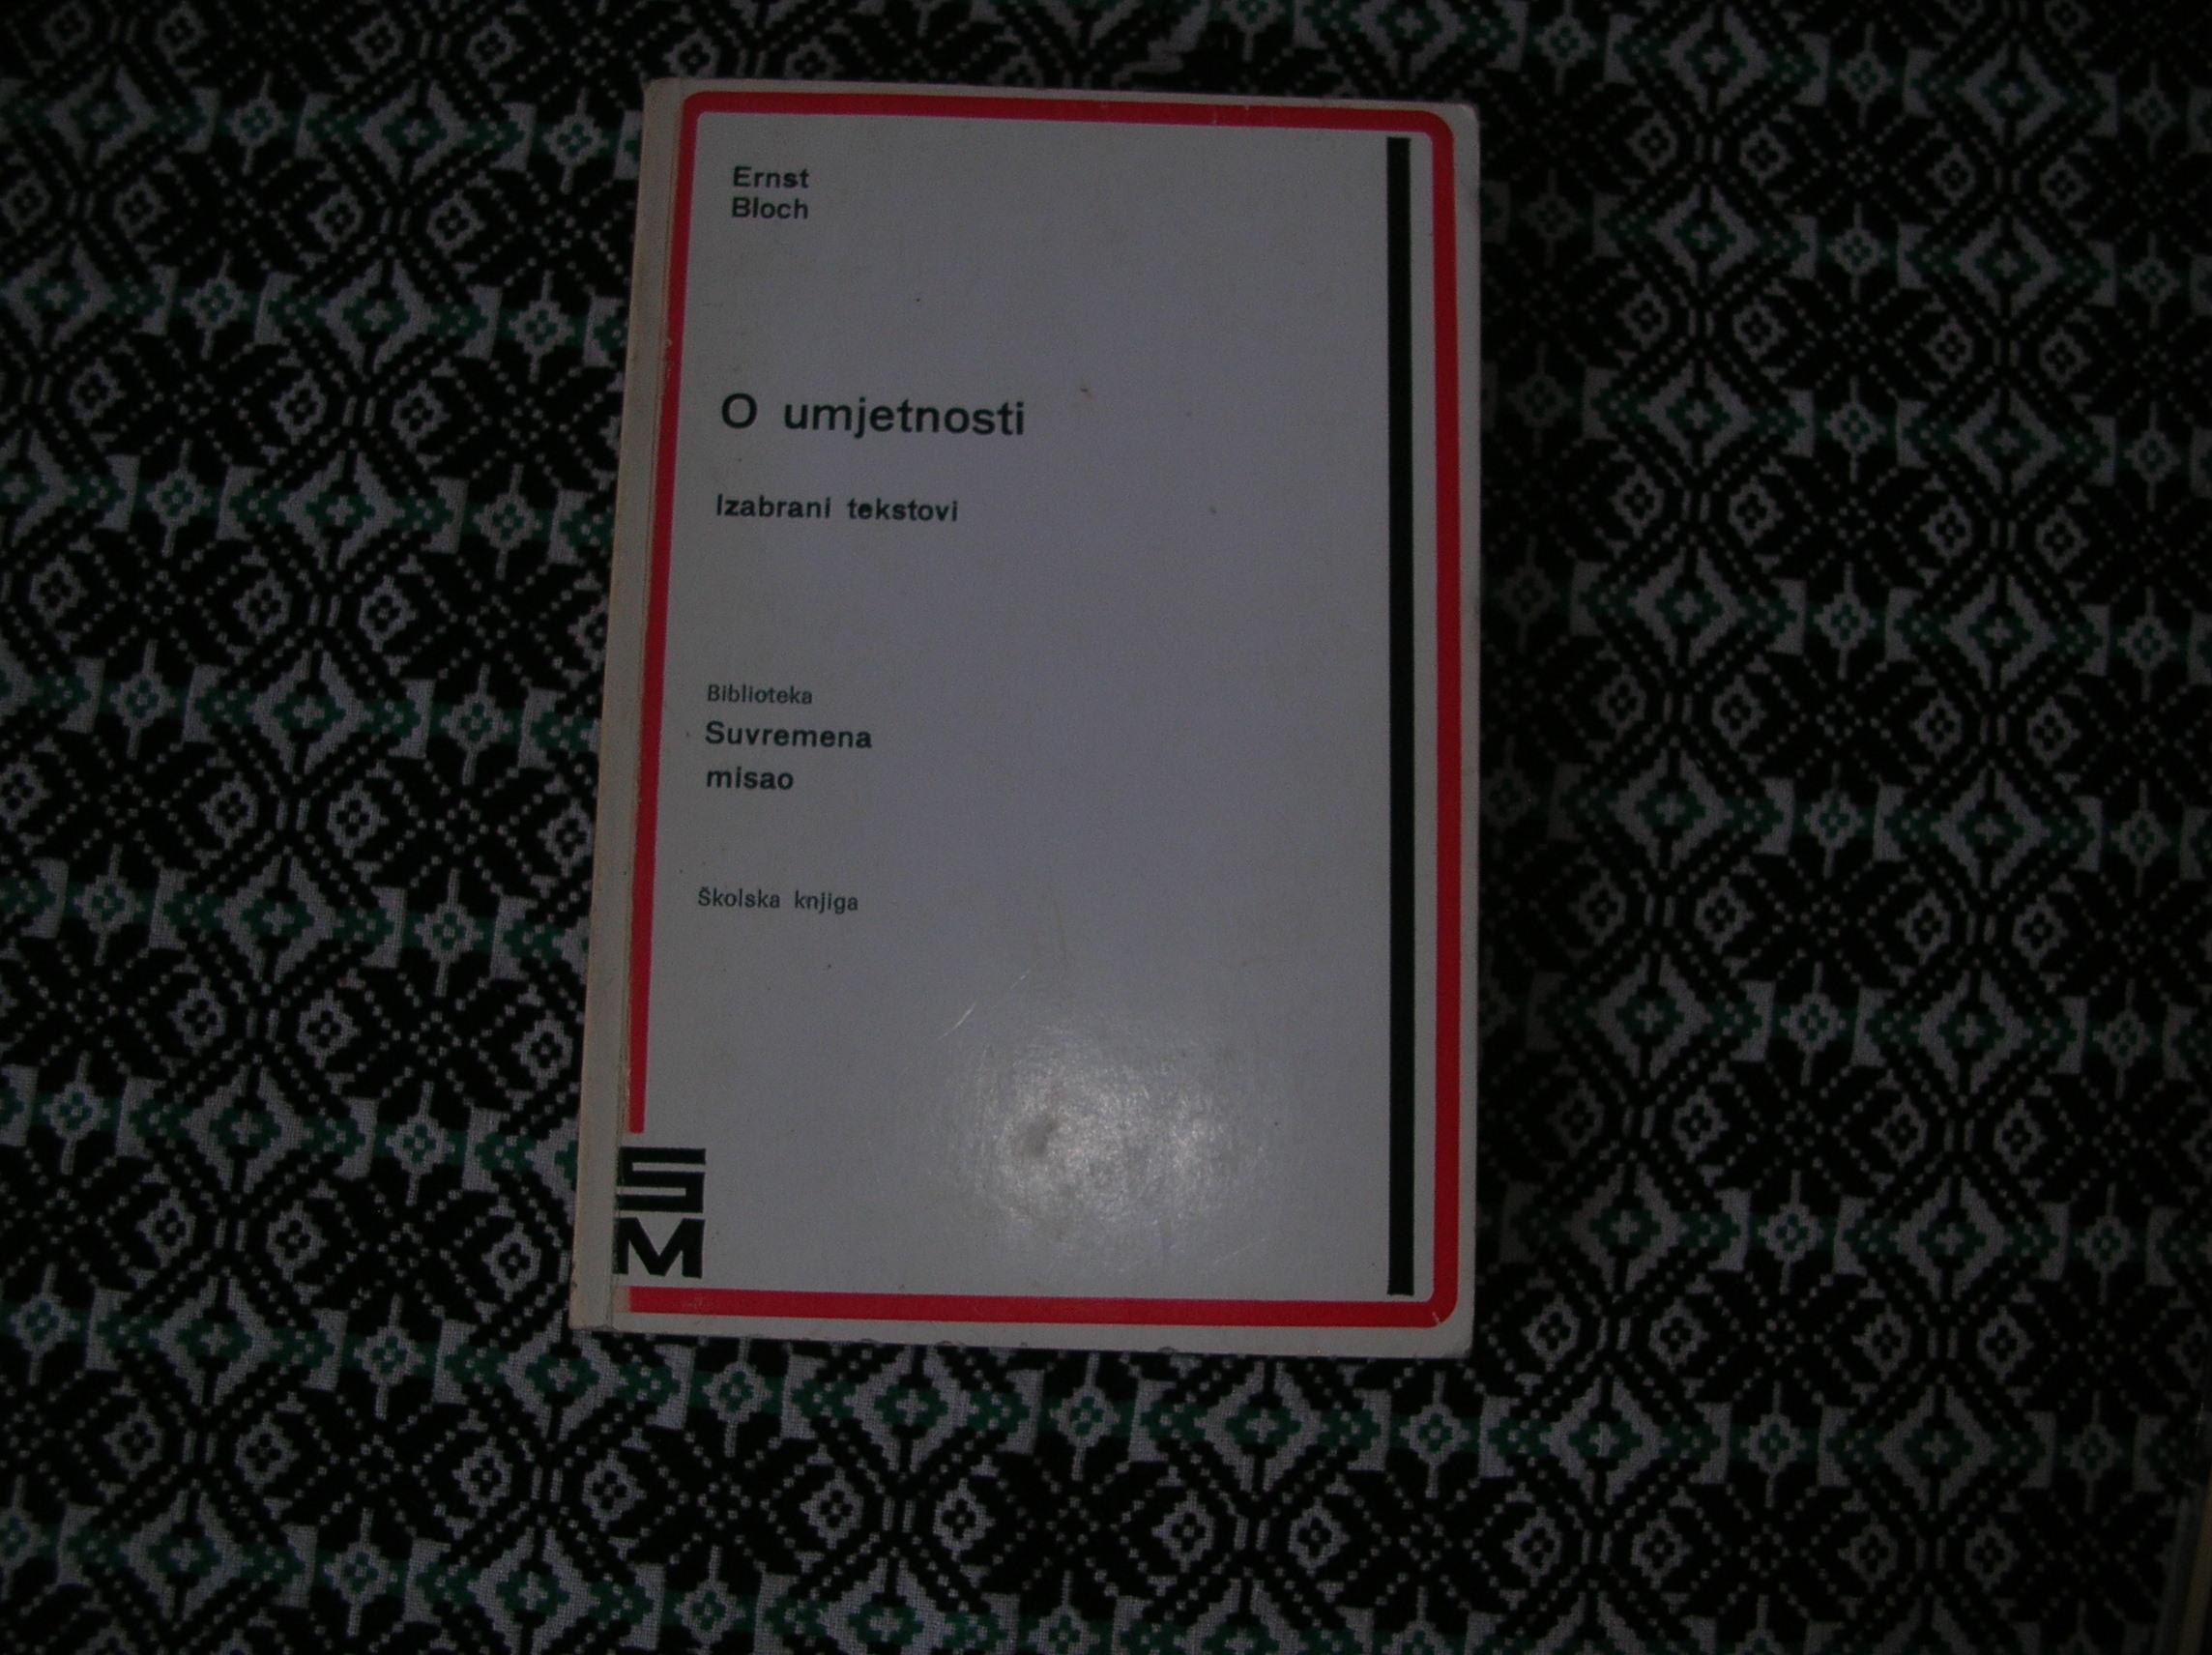 Ernst
Bloch
O umjetnosti
Izabrani tekstovi
Biblioteka
Suvremena
misao
Školska knjiga
S
M